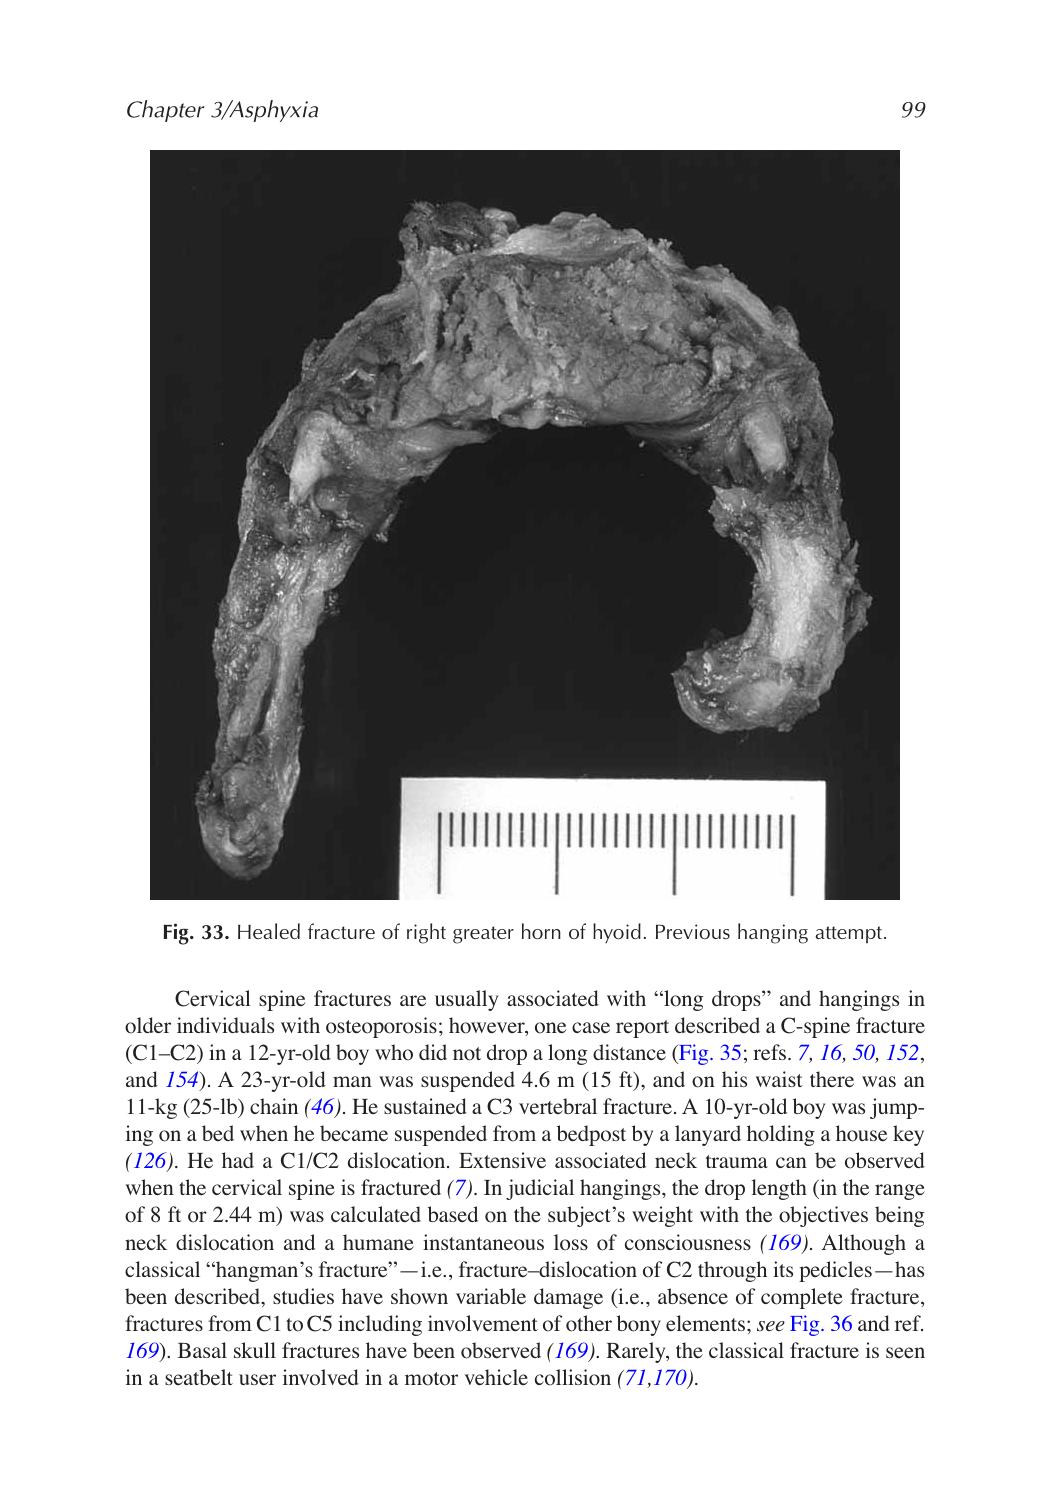 Chapter 3/Asphyxia 99
Fig. 33. Healed fracture of right greater horn of hyoid. Previous hanging attempt.
Cervical spine fractures are usually associated with “long drops” and hangings in
older individuals with osteoporosis; however, one case report described a C-spine fracture
(C1–C2) in a 12-yr-old boy who did not drop a long distance (Fig. 35; refs. 7, 16, 50, 152,
and 154). A 23-yr-old man was suspended 4.6 m (15 ft), and on his waist there was an
11-kg (25-lb) chain (46). He sustained a C3 vertebral fracture. A 10-yr-old boy was jump-
ing on a bed when he became suspended from a bedpost by a lanyard holding a house key
(126). He had a C1/C2 dislocation. Extensive associated neck trauma can be observed
when the cervical spine is fractured (7). In judicial hangings, the drop length (in the range
of 8 ft or 2.44 m) was calculated based on the subject’s weight with the objectives being
neck dislocation and a humane instantaneous loss of consciousness (169). Although a
classical “hangman’s fracture”—i.e., fracture–dislocation of C2 through its pedicles—has
been described, studies have shown variable damage (i.e., absence of complete fracture,
fractures from C1 to C5 including involvement of other bony elements; see Fig. 36 and ref.
169). Basal skull fractures have been observed (169). Rarely, the classical fracture is seen
in a seatbelt user involved in a motor vehicle collision (71,170).